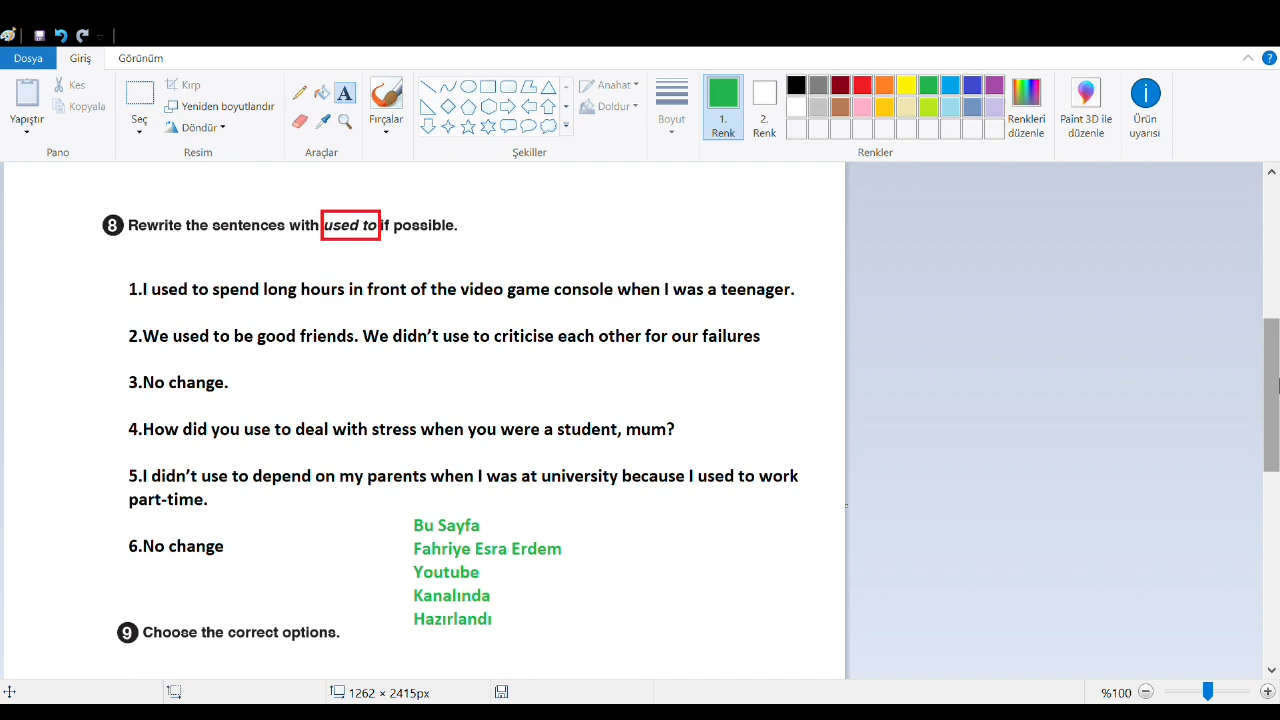 Dosya Giriş Görünüm
Yapıştır
Kes
Kopyala
Pano
Seç
Kırp
Yeniden boyutlandır
Döndür
Resim
A
Araçlar
Fırçalar
Şekiller
Anahat
Doldur
Boyut
1.
Renk
2.
Renk
Renkler
Renkleri
düzenle
Paint 3D ile
düzenle
Ürün
uyarısı
8 Rewrite the sentences with used to if possible.
1.I used to spend long hours in front of the video game console when I was a teenager.
2.We used to be good friends. We didn’t use to criticise each other for our failures
3.No change.
4.How did you use to deal with stress when you were a student, mum?
5.I didn’t use to depend on my parents when I was at university because I used to work
part-time.
6.No change
Bu Sayfa
Fahriye Esra Erdem
Youtube
Kanalında
Hazırlandı
9 Choose the correct options.
1262 × 2415px
%100